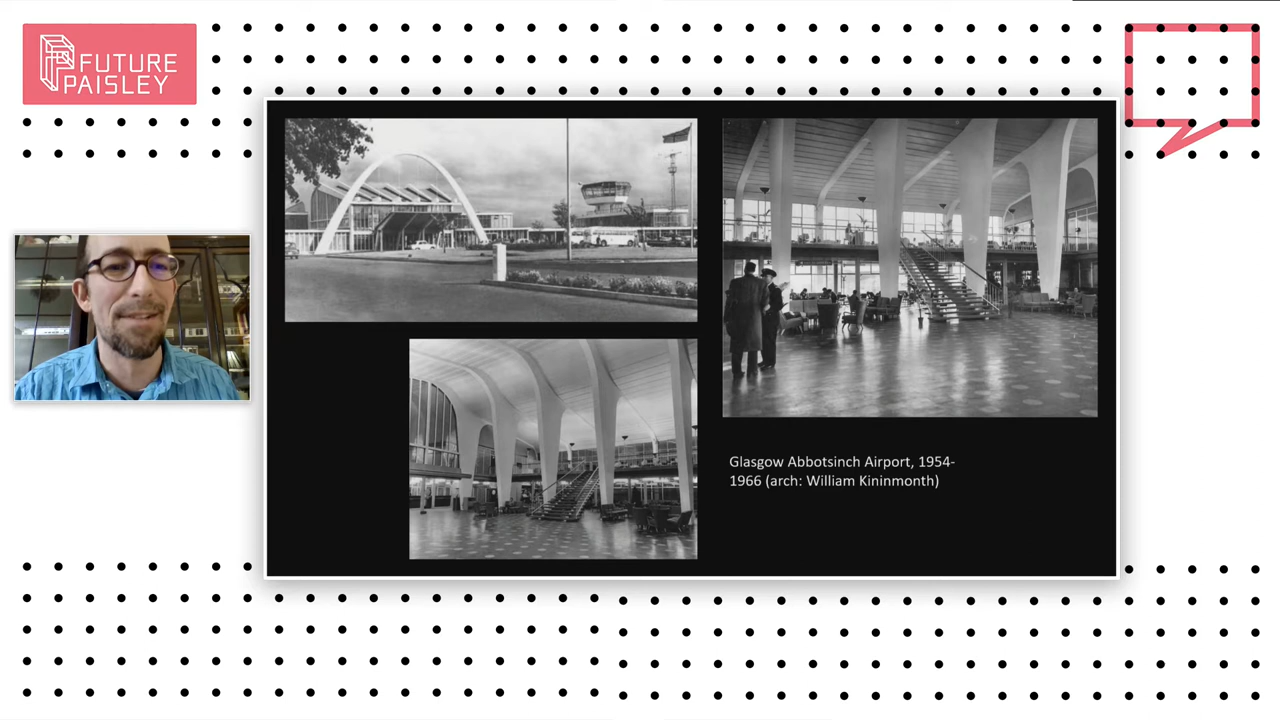 FUTURE
PAISLEY
Glasgow Abbotsinch Airport, 1954-
1966 (arch: William Kininmonth)